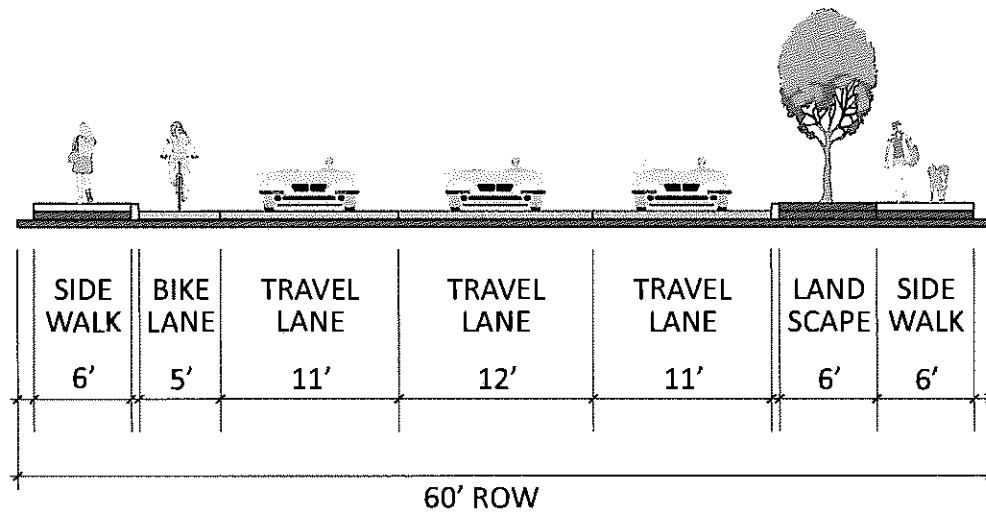 SIDE
WALK
6'
BIKE
LANE
5'
TRAVEL
LANE
11'
TRAVEL
LANE
12'
TRAVEL
LANE
11'
LAND
SCAPE
6'
SIDE
WALK
6'
60' ROW